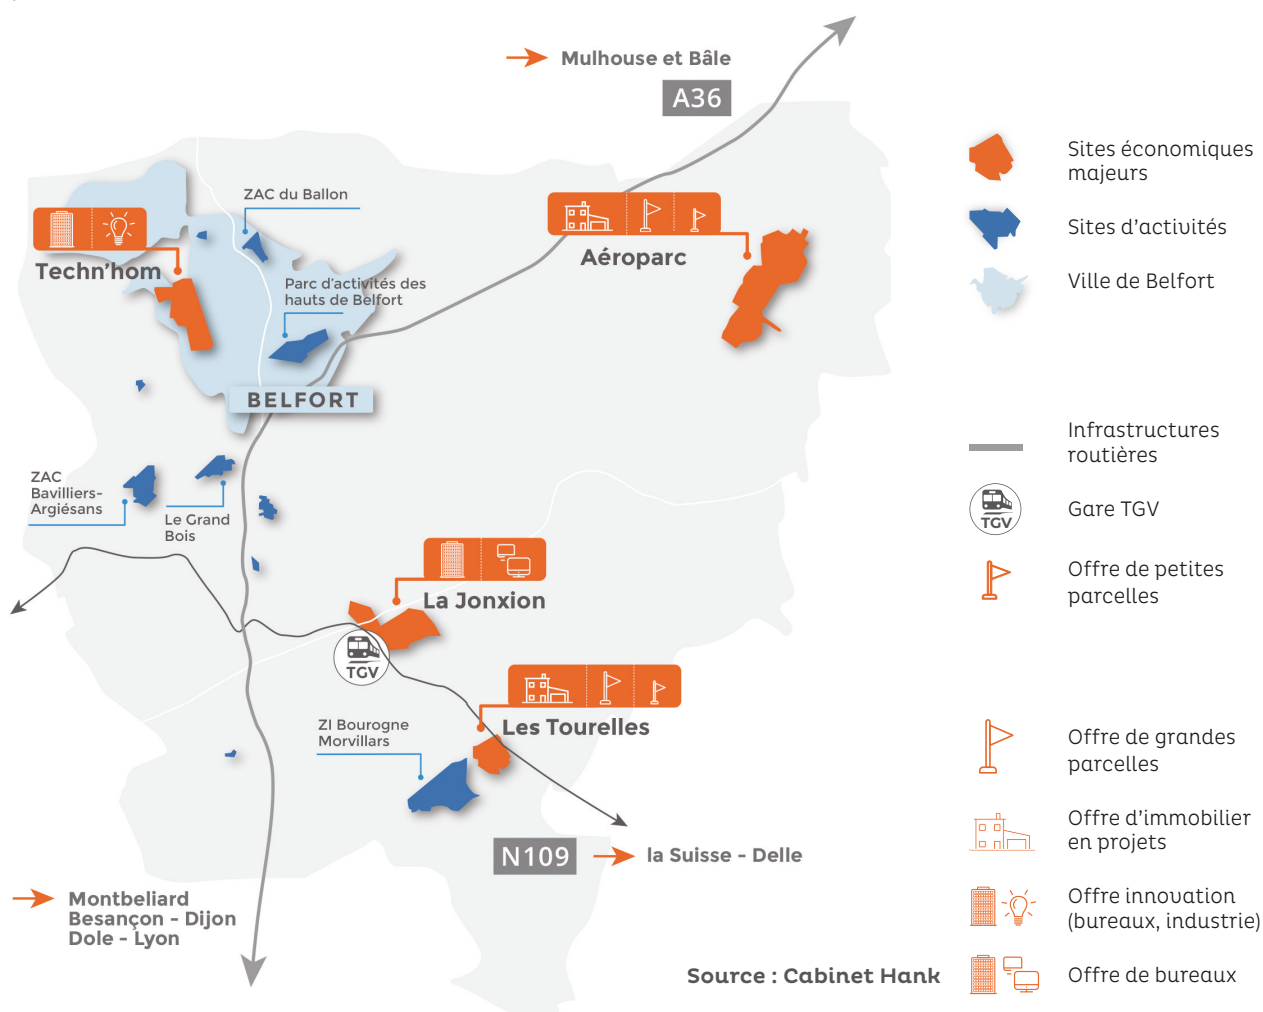 Mulhouse et Bâle
A36
ZAC du Ballon
Techn'hom
Parc d'activités des
hauts de Belfort
Aéroparc
BELFORT
ZAC
Bavilliers-
Argiésans
Le Grand
Bois
La Jonxion
TGV
ZI Bourogne
Morvillars
Les Tourelles
N109
la Suisse - Delle
Montbeliard
Besançon - Dijon
Dole - Lyon
Sites économiques
majeurs
Sites d'activités
Ville de Belfort
Infrastructures
routières
TGV
Gare TGV
Offre de petites
parcelles
Offre de grandes
parcelles
Offre d'immobilier
en projets
Offre innovation
(bureaux, industrie)
Offre de bureaux
Source : Cabinet Hank